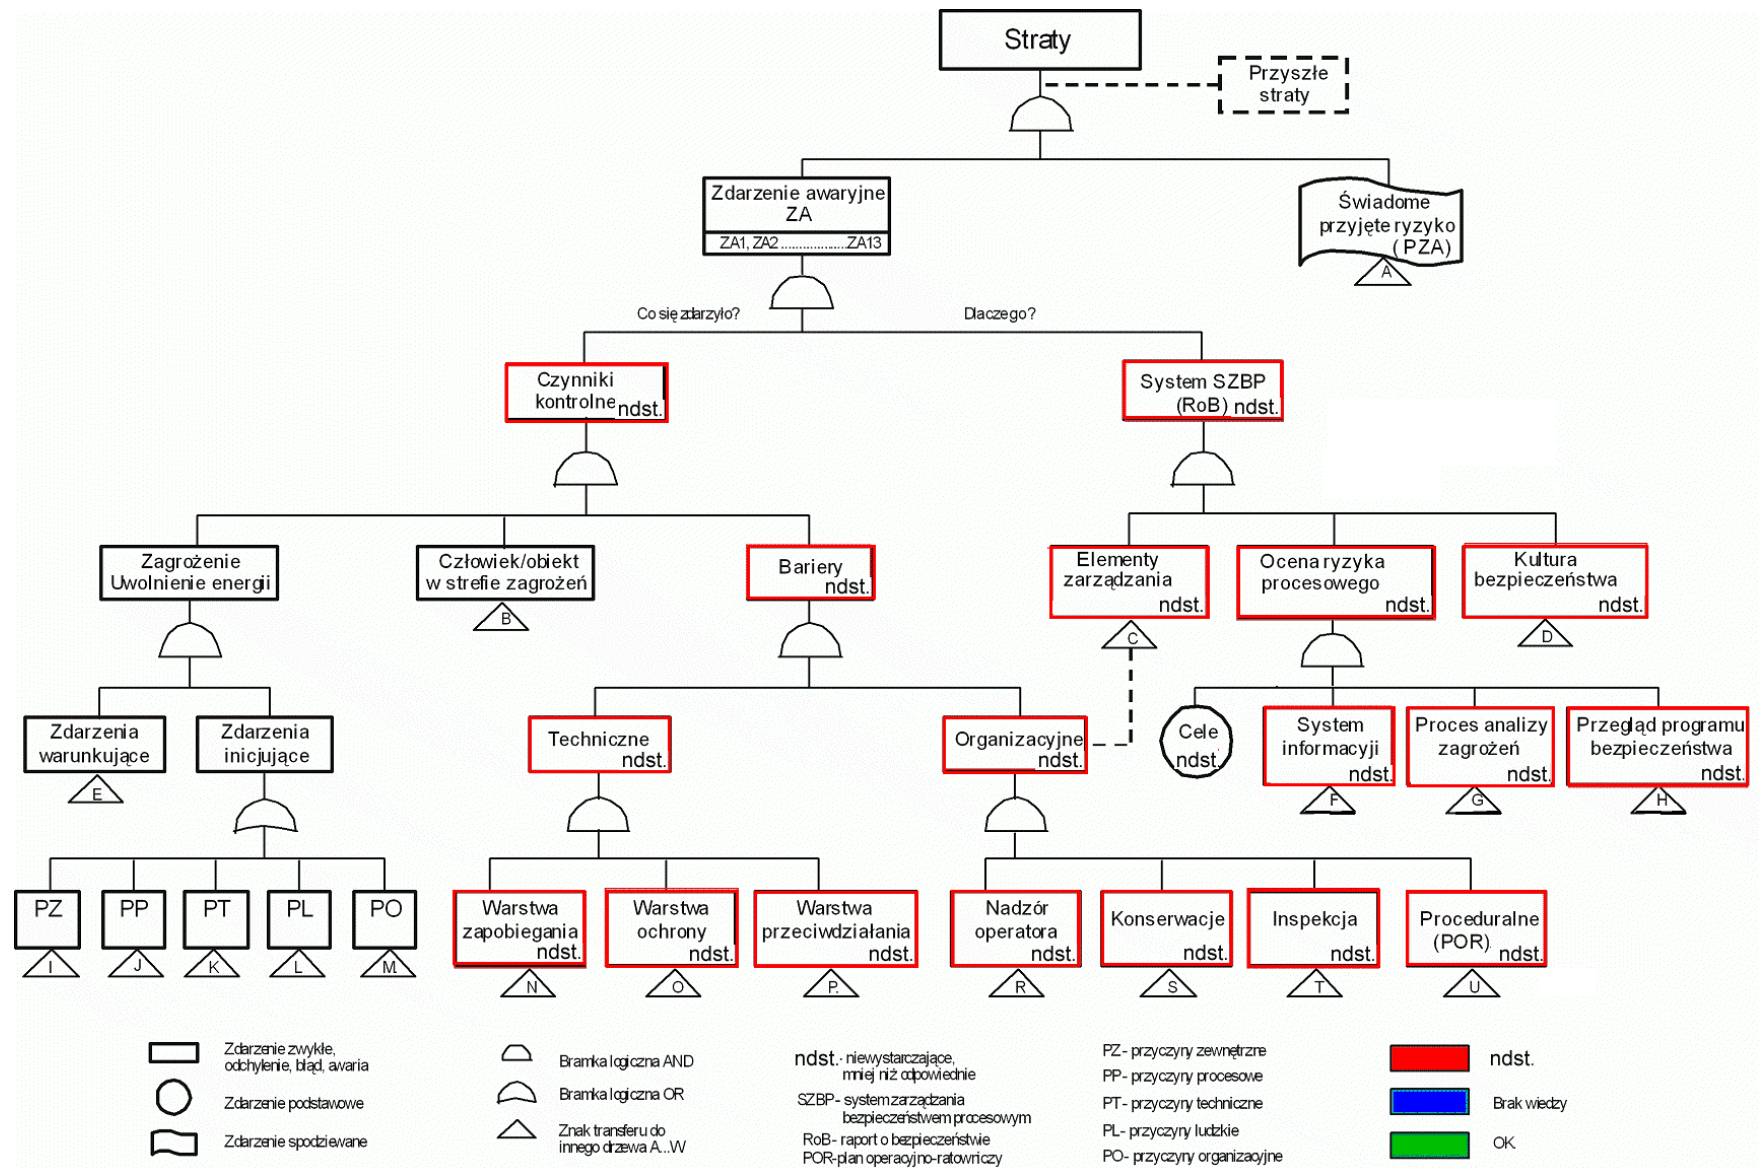 Straty
Przyszłe
straty
Zdarzenie awaryjne
ZA
ZA1, ZA2 ....................ZA13
Świadome
przyjęte ryzyko
( PZA)
A
Co się zdarzyło?
Dlaczego?
Czynniki
kontrolne ndst.
System SZBP
(RoB) ndst.
Zagrożenie
Uwolnienie energii
Człowiek/obiekt
w strefie zagrożeń
B
Bariery
ndst.
Elementy
zarządzania
ndst.
C
Ocena ryzyka
procesowego
ndst.
Kultura
bezpieczeństwa
ndst.
D
Zdarzenia
warunkujące
E
Zdarzenia
inicjujące
Techniczne
ndst.
Organizacyjne
ndst.
Cele
ndst.
System
informacyji
ndst.
F
Proces analizy
zagrożeń
ndst.
G
Przegląd programu
bezpieczeństwa
ndst.
H
PZ
PP
PT
PL
PO
I
J
K
L
M.
Warstwa
zapobiegania
ndst.
N
Warstwa
ochrony
ndst.
O
Warstwa
przeciwdziałania
ndst.
P.
Nadzór
operatora
ndst.
R
Konserwacje
ndst.
S
Inspekcja
ndst.
T
Proceduralne
(POR).
ndst.
U
Zdarzenie zwykłe,
odchylenie, błąd, awaria
Zdarzenie podstawowe
Zdarzenie spodziewane
Bramka logiczna AND
Bramka logiczna OR
Znak transferu do
innego drzewa A...W
ndst.- niewystarczające,
mniej niż odpowiednie
SZBP- system zarządzania
bezpieczeństwem procesowym
RoB- raport o bezpieczeństwie
POR-plan operacyjno-ratowniczy
PZ- przyczyny zewnętrzne
PP- przyczyny procesowe
PT- przyczyny techniczne
PL- przyczyny ludzkie
PO- przyczyny organizacyjne
ndst.
Brak wiedzy
OK.